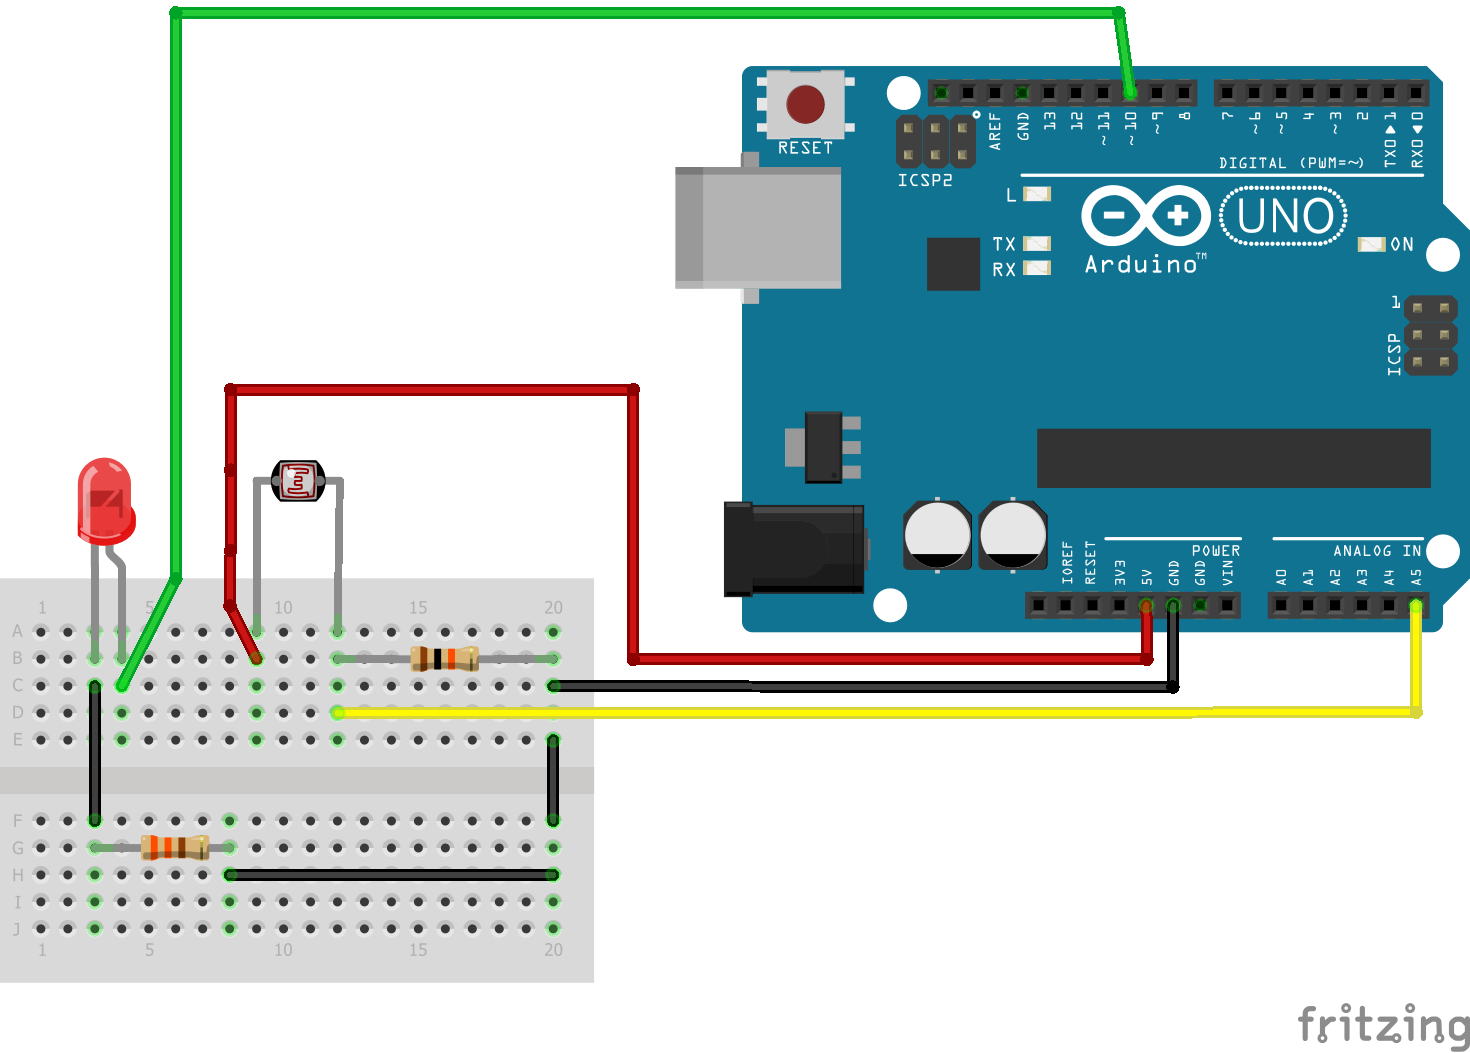 RESET
ICSP2
AREF
GND
13
12
~11
~10
~9
8
7
~6
~5
4
~3
2
TX0▶1
RX0◀0
DIGITAL (PWM=~)
L
TX
RX
UNO
Arduino™
ON
1
ICSP
IOREF
RESET
3V3
5V
GND
GND
VIN
POWER
A0
A1
A2
A3
A4
A5
ANALOG IN
1 5 10 15 20
A
B
C
D
E
F
G
H
I
J
1 5 10 15 20
fritzing